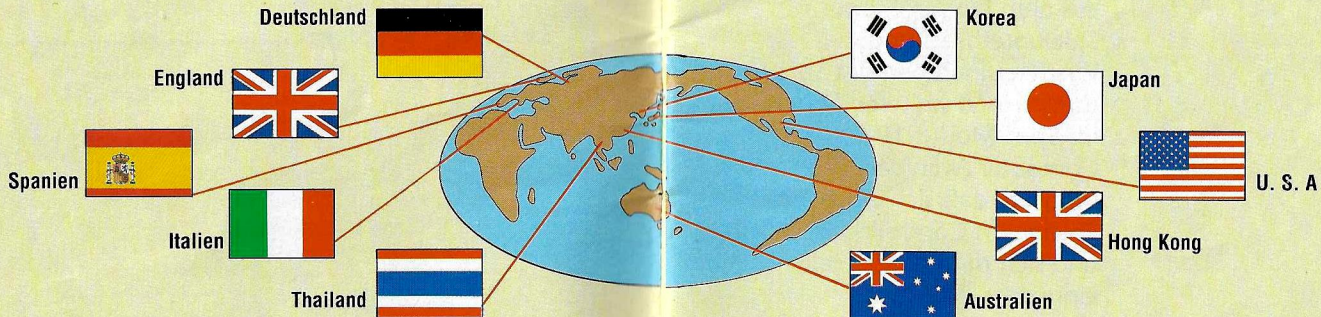 Deutschland
England
Spanien
Italien
Thailand
Korea
Japan
U. S. A
Hong Kong
Australien